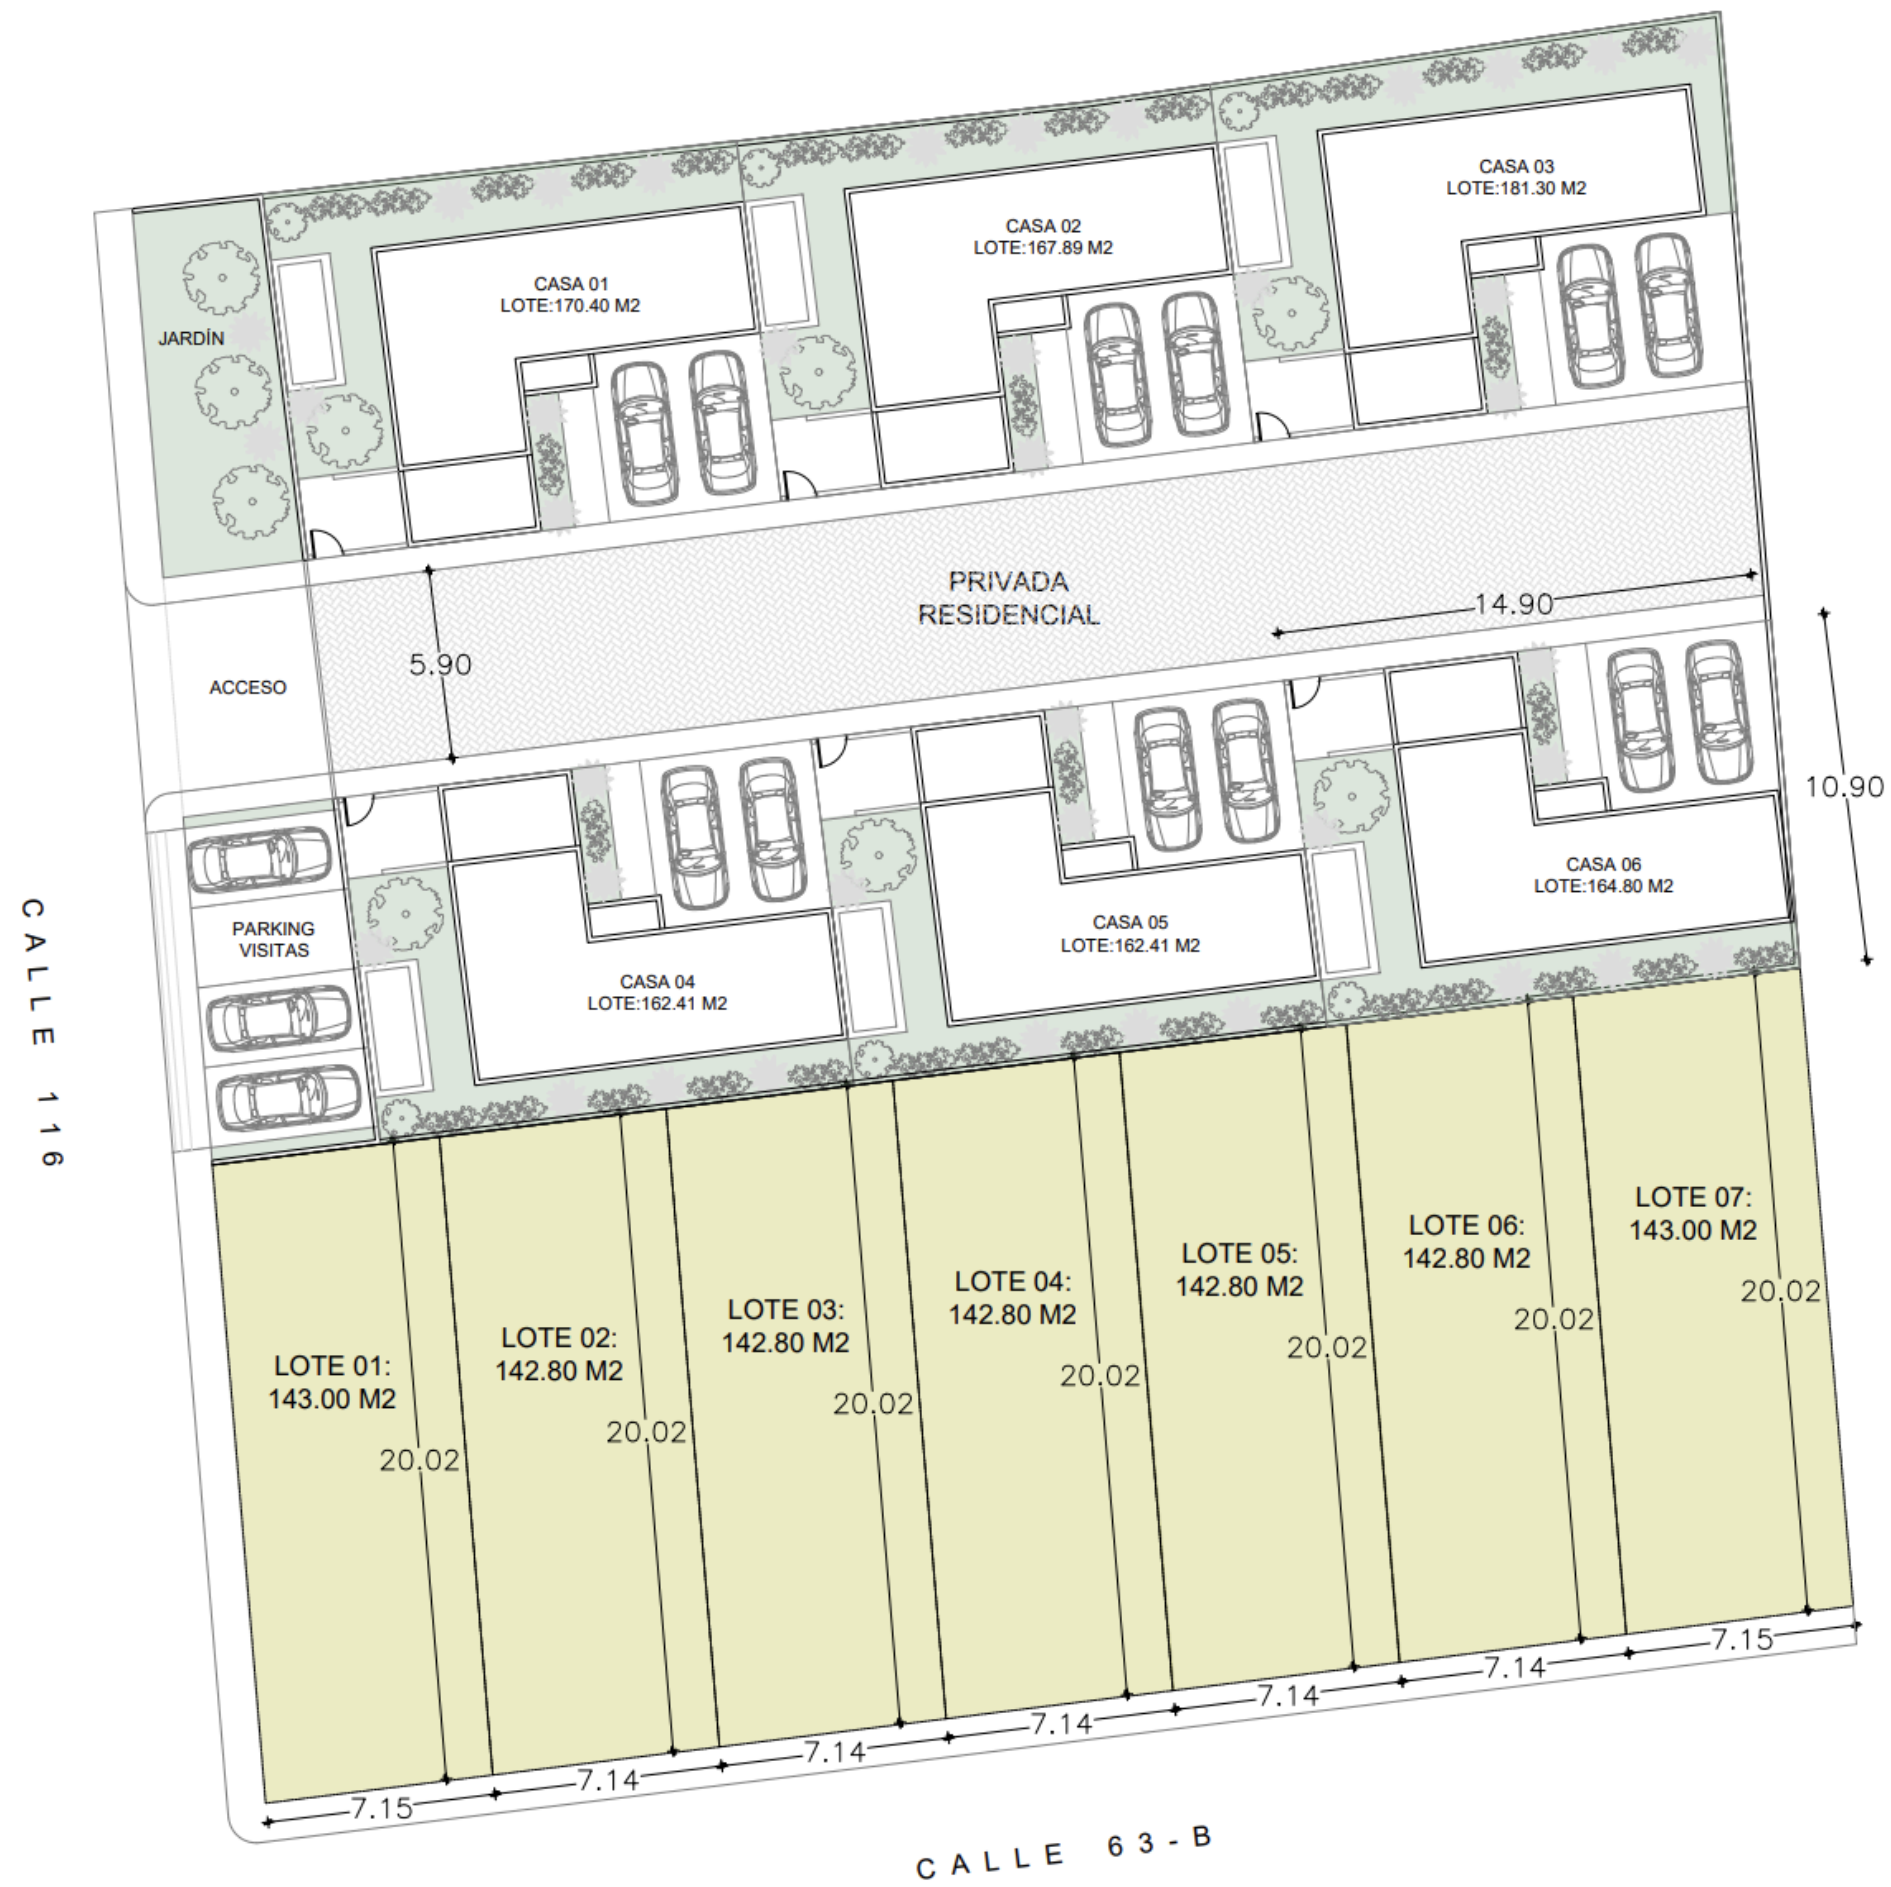 CASA 03
LOTE:181.30 M2
CASA 02
LOTE:167.89 M2
CASA 01
LOTE:170.40 M2
JARDÍN
PRIVADA
RESIDENCIAL
14.90
5.90
ACCESO
10.90
CASA 06
LOTE:164.80 M2
CASA 05
LOTE:162.41 M2
PARKING
VISITAS
CASA 04
LOTE:162.41 M2
CALLE 116
LOTE 07:
143.00 M2
LOTE 06:
142.80 M2
LOTE 05:
142.80 M2
LOTE 04:
142.80 M2
LOTE 03:
142.80 M2
LOTE 02:
142.80 M2
LOTE 01:
143.00 M2
20.02
20.02
20.02
20.02
20.02
20.02
20.02
7.15
7.14
7.14
7.14
7.14
7.14
7.15
CALLE 63-B